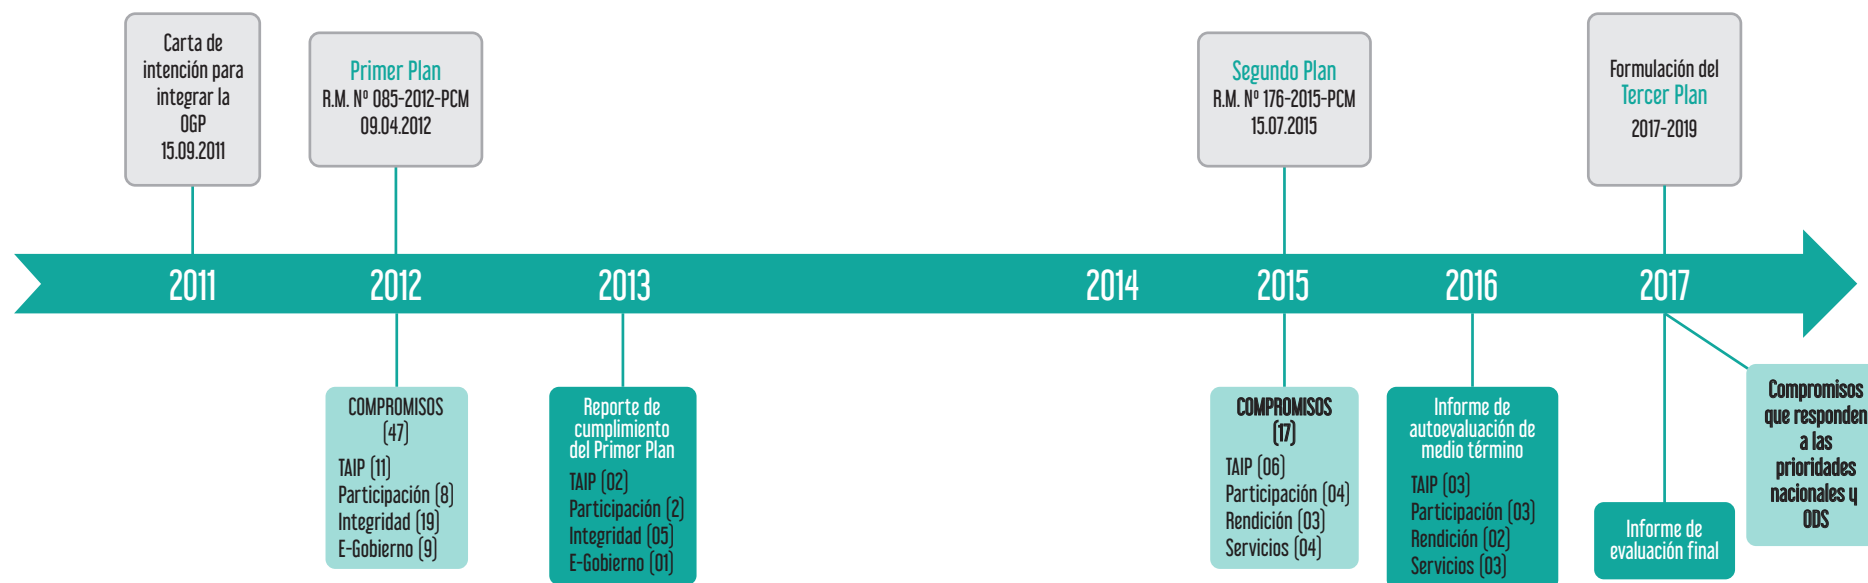 Carta de
intención para
integrar la
OGP
15.09.2011
Primer Plan
R.M. Nº 085-2012-PCM
09.04.2012
Segundo Plan
R.M. Nº 176-2015-PCM
15.07.2015
Formulación del
Tercer Plan
2017-2019
2011
2012
2013
2014
2015
2016
2017
COMPROMISOS
(47)
TAIP (11)
Participación (8)
Integridad (19)
E-Gobierno (9)
Reporte de
cumplimiento
del Primer Plan
TAIP (02)
Participación (2)
Integridad (05)
E-Gobierno (01)
COMPROMISOS
(17)
TAIP (06)
Participación (04)
Rendición (03)
Servicios (04)
Informe de
autoevaluación de
medio término
TAIP (03)
Participación (03)
Rendición (02)
Servicios (03)
Informe de
evaluación final
Compromisos
que responden
a las
prioridades
nacionales y
ODS